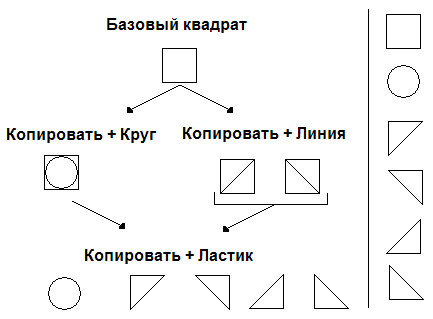 Базовый квадрат
Копировать + Круг
Копировать + Линия
Копировать + Ластик